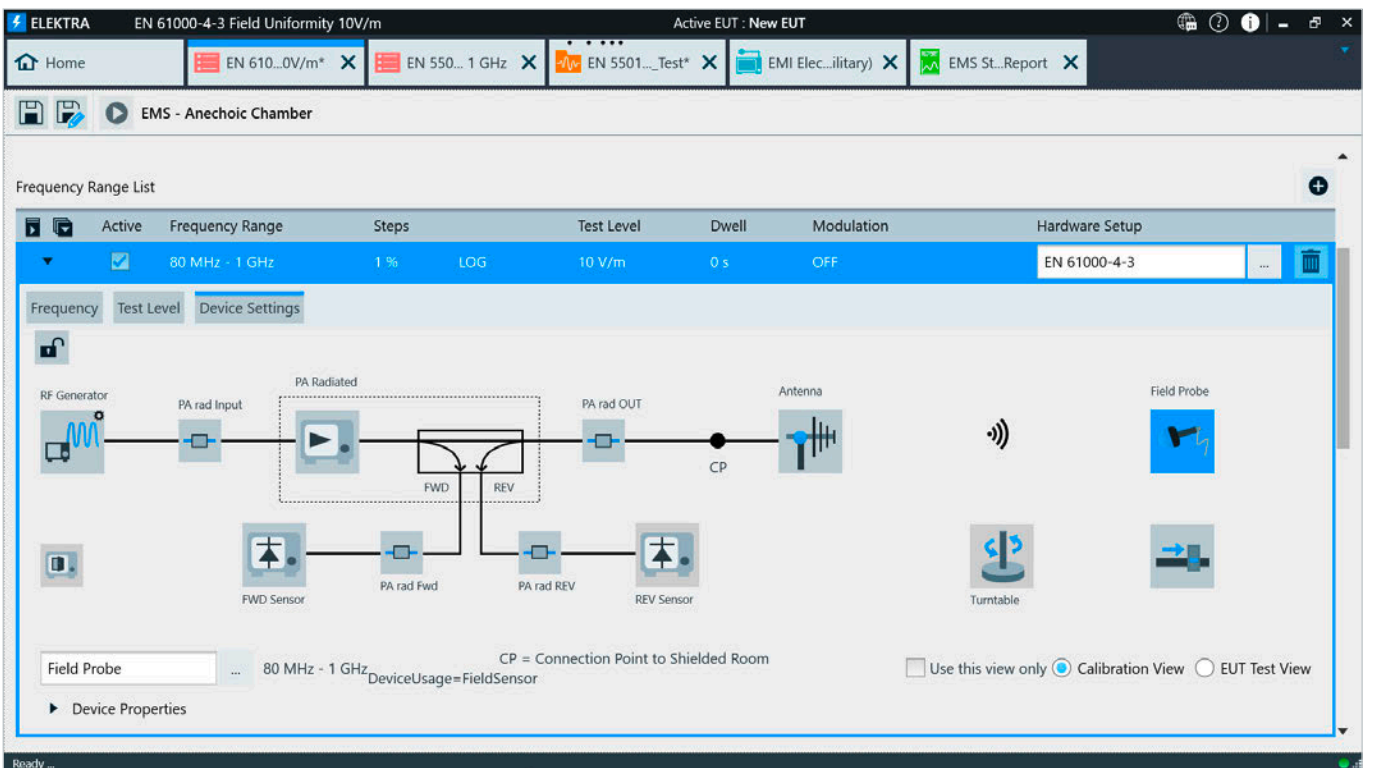 ELEKTRA EN 61000-4-3 Field Uniformity 10V/m Active EUT : New EUT
Home EN 610...0V/m* EN 550... 1 GHz EN 5501..._Test* EMI Elec...ilitary) EMS St...Report
EMS - Anechoic Chamber
Frequency Range List
Active Frequency Range Steps Test Level Dwell Modulation Hardware Setup
80 MHz - 1 GHz 1 % LOG 10 V/m 0 s OFF EN 61000-4-3 ...
Frequency Test Level Device Settings
PA Radiated
RF Generator PA rad Input PA rad OUT Antenna Field Probe
CP
FWD REV
FWD Sensor PA rad Fwd PA rad REV REV Sensor Turntable
Field Probe ... 80 MHz - 1 GHz DeviceUsage=FieldSensor CP = Connection Point to Shielded Room Use this view only Calibration View EUT Test View
Device Properties
Ready ...